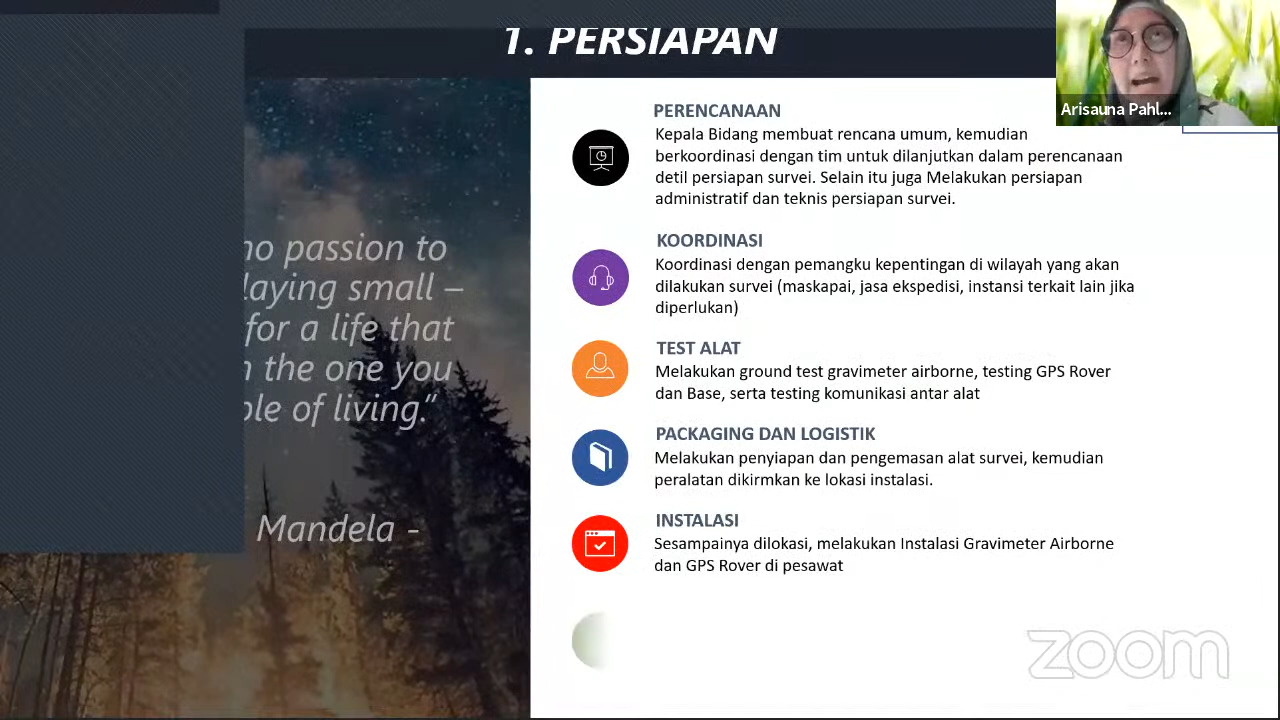 1. PERSIAPAN
Arisauna Pahl...
no passion to
laying small –
for a life that
the one you
ble of living.”
Mandela -
PERENCANAAN
Kepala Bidang membuat rencana umum, kemudian
berkoordinasi dengan tim untuk dilanjutkan dalam perencanaan
detil persiapan survei. Selain itu juga Melakukan persiapan
administratif dan teknis persiapan survei.
KOORDINASI
Koordinasi dengan pemangku kepentingan di wilayah yang akan
dilakukan survei (maskapai, jasa ekspedisi, instansi terkait lain jika
diperlukan)
TEST ALAT
Melakukan ground test gravimeter airborne, testing GPS Rover
dan Base, serta testing komunikasi antar alat
PACKAGING DAN LOGISTIK
Melakukan penyiapan dan pengemasan alat survei, kemudian
peralatan dikirmkan ke lokasi instalasi.
INSTALASI
Sesampainya dilokasi, melakukan Instalasi Gravimeter Airborne
dan GPS Rover di pesawat
zoom